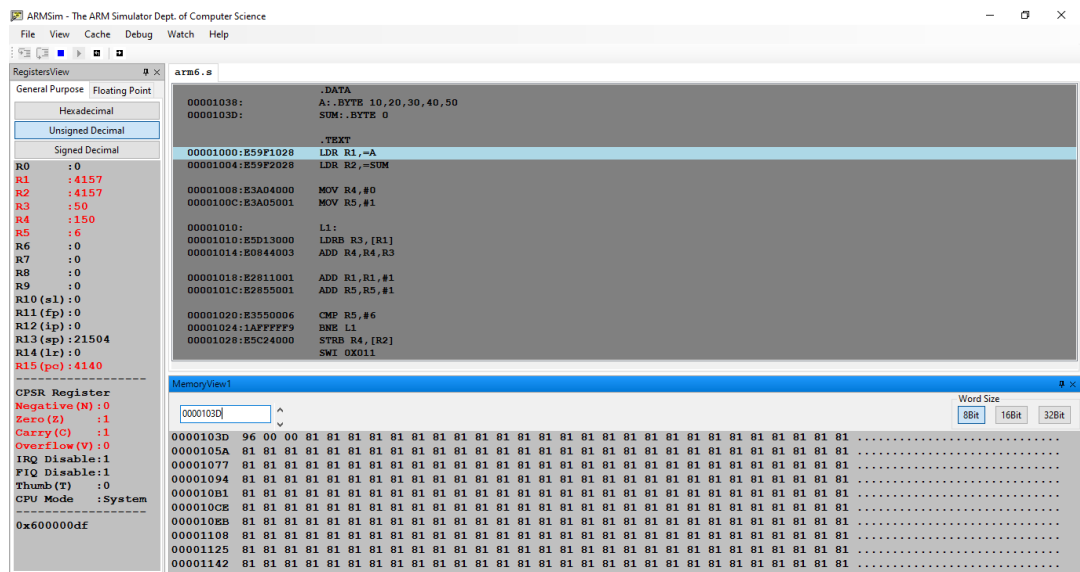 ARMSim - The ARM Simulator Dept. of Computer Science
File View Cache Debug Watch Help
RegistersView
General Purpose Floating Point
Hexadecimal
Unsigned Decimal
Signed Decimal
R0 :0
R1 :4157
R2 :4157
R3 :50
R4 :150
R5 :6
R6 :0
R7 :0
R8 :0
R9 :0
R10(sl):0
R11(fp):0
R12(ip):0
R13(sp):21504
R14(lr):0
R15(pc):4140
-------------------
CPSR Register
Negative(N):0
Zero(Z) :1
Carry(C) :1
Overflow(V):0
IRQ Disable:1
FIQ Disable:1
Thumb(T) :0
CPU Mode :System
-------------------
0x600000df
arm6.s
.DATA
00001038: A:.BYTE 10,20,30,40,50
0000103D: SUM:.BYTE 0
.TEXT
00001000:E59F1028 LDR R1,=A
00001004:E59F2028 LDR R2,=SUM
00001008:E3A04000 MOV R4,#0
0000100C:E3A05001 MOV R5,#1
00001010: L1:
00001010:E5D13000 LDRB R3,[R1]
00001014:E0844003 ADD R4,R4,R3
00001018:E2811001 ADD R1,R1,#1
0000101C:E2855001 ADD R5,R5,#1
00001020:E3550006 CMP R5,#6
00001024:1AFFFFF9 BNE L1
00001028:E5C24000 STRB R4,[R2]
SWI 0X011
MemoryView1
0000103D
Word Size
8Bit 16Bit 32Bit
0000103D 96 00 00 81 81 81 81 81 81 81 81 81 81 81 81 81 81 81 81 81 81 81 81 81 81 81 81 81 81 .............................
0000105A 81 81 81 81 81 81 81 81 81 81 81 81 81 81 81 81 81 81 81 81 81 81 81 81 81 81 81 81 81 .............................
00001077 81 81 81 81 81 81 81 81 81 81 81 81 81 81 81 81 81 81 81 81 81 81 81 81 81 81 81 81 81 .............................
00001094 81 81 81 81 81 81 81 81 81 81 81 81 81 81 81 81 81 81 81 81 81 81 81 81 81 81 81 81 81 .............................
000010B1 81 81 81 81 81 81 81 81 81 81 81 81 81 81 81 81 81 81 81 81 81 81 81 81 81 81 81 81 81 .............................
000010CE 81 81 81 81 81 81 81 81 81 81 81 81 81 81 81 81 81 81 81 81 81 81 81 81 81 81 81 81 81 .............................
000010EB 81 81 81 81 81 81 81 81 81 81 81 81 81 81 81 81 81 81 81 81 81 81 81 81 81 81 81 81 81 .............................
00001108 81 81 81 81 81 81 81 81 81 81 81 81 81 81 81 81 81 81 81 81 81 81 81 81 81 81 81 81 81 .............................
00001125 81 81 81 81 81 81 81 81 81 81 81 81 81 81 81 81 81 81 81 81 81 81 81 81 81 81 81 81 81 .............................
00001142 81 81 81 81 81 81 81 81 81 81 81 81 81 81 81 81 81 81 81 81 81 81 81 81 81 81 81 81 81 .............................